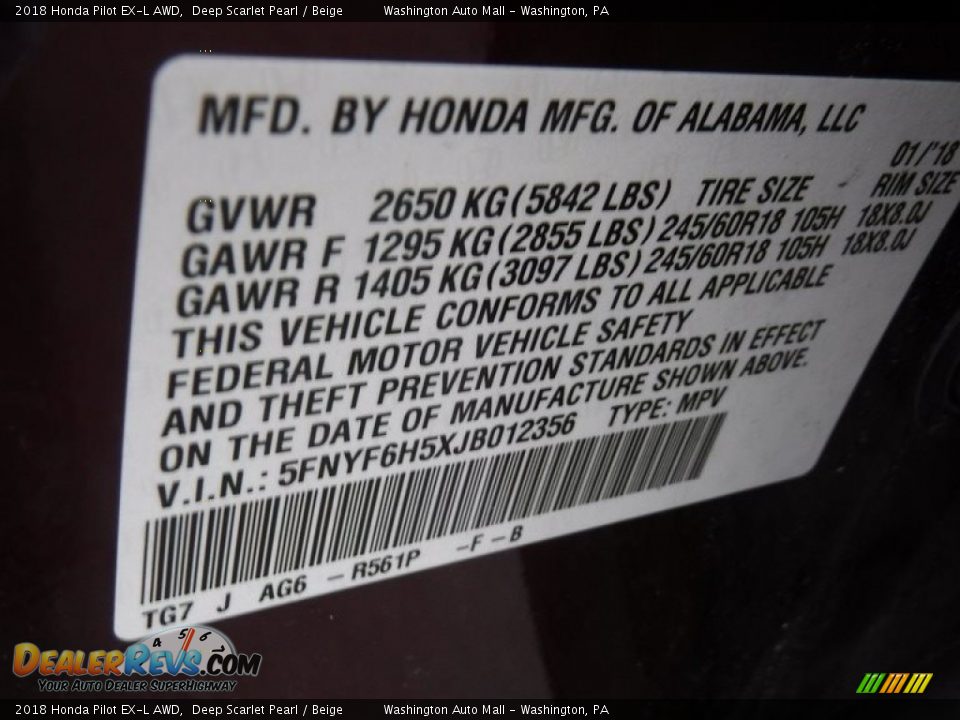 2018 Honda Pilot EX-L AWD, Deep Scarlet Pearl / Beige Washington Auto Mall - Washington, PA
MFD. BY HONDA MFG. OF ALABAMA, LLC
01/'18
GVWR 2650 KG (5842 LBS) TIRE SIZE - RIM SIZE
GAWR F 1295 KG (2855 LBS) 245/60R18 105H 18X8.0J
GAWR R 1405 KG (3097 LBS) 245/60R18 105H 18X8.0J
THIS VEHICLE CONFORMS TO ALL APPLICABLE
FEDERAL MOTOR VEHICLE SAFETY
AND THEFT PREVENTION STANDARDS IN EFFECT
ON THE DATE OF MANUFACTURE SHOWN ABOVE.
V.I.N.: 5FNYF6H5XJB012356 TYPE: MPV
TG7 J AG6 - R561P -F-B
4 5 6
DEALERREVS.COM
YOUR AUTO DEALER SUPERHIGHWAY
2018 Honda Pilot EX-L AWD, Deep Scarlet Pearl / Beige Washington Auto Mall - Washington, PA